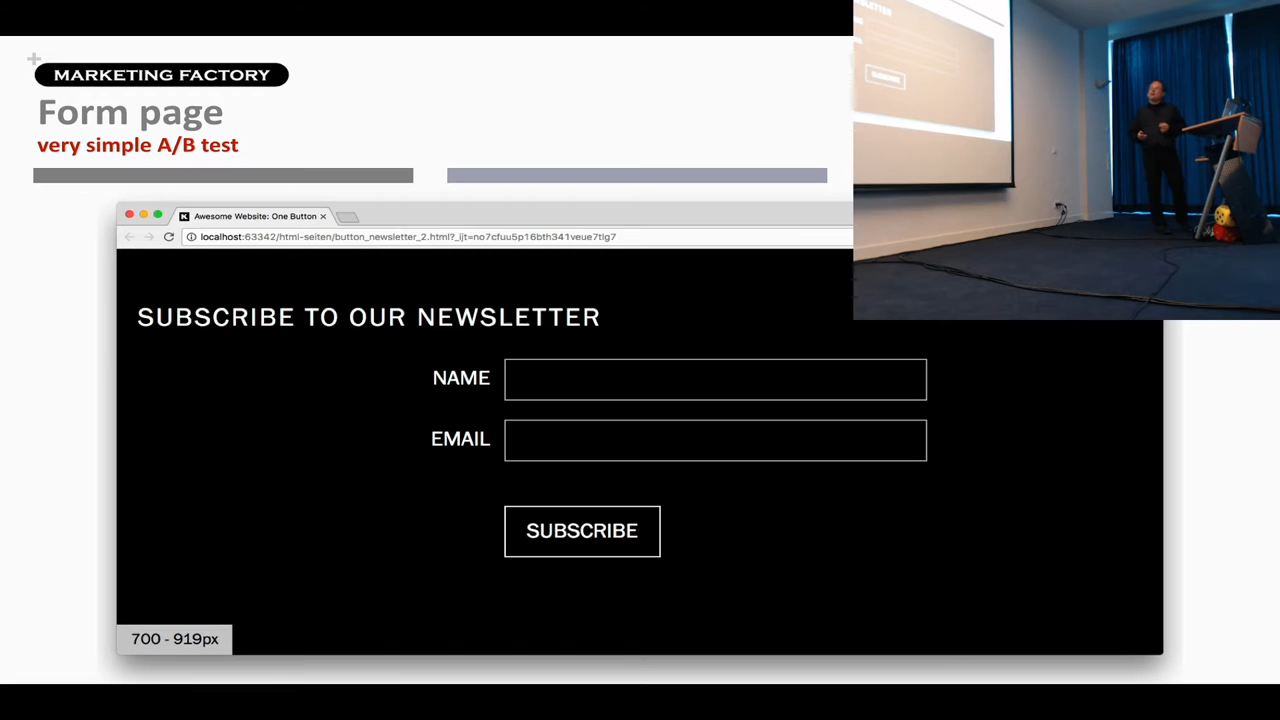 MARKETING FACTORY
Form page
very simple A/B test
Awesome Website: One Button
localhost:63342/html-seiten/button_newsletter_2.html?_ijt=no7cfuu5p16bth341veue7tlg7
SUBSCRIBE TO OUR NEWSLETTER
NAME
EMAIL
SUBSCRIBE
700 - 919px